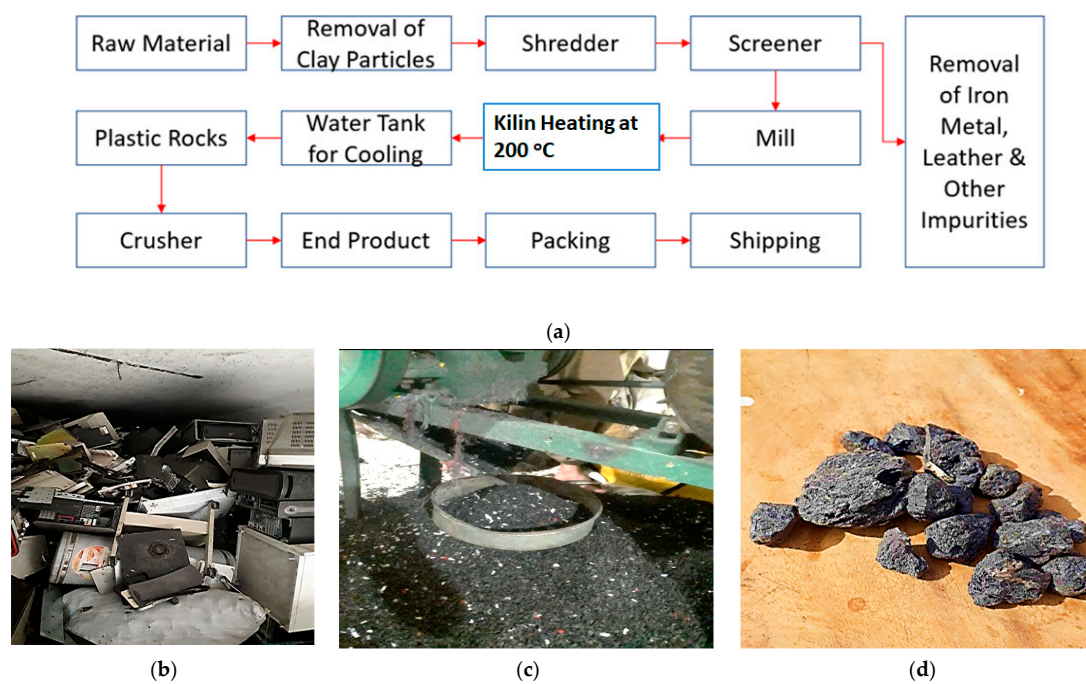 Raw Material
Removal of
Clay Particles
Shredder
Screener
Removal
of Iron
Metal,
Leather &
Other
Impurities
Plastic Rocks
Water Tank
for Cooling
Kilin Heating at
200 °C
Mill
Crusher
End Product
Packing
Shipping
(a)
(b)
(c)
(d)